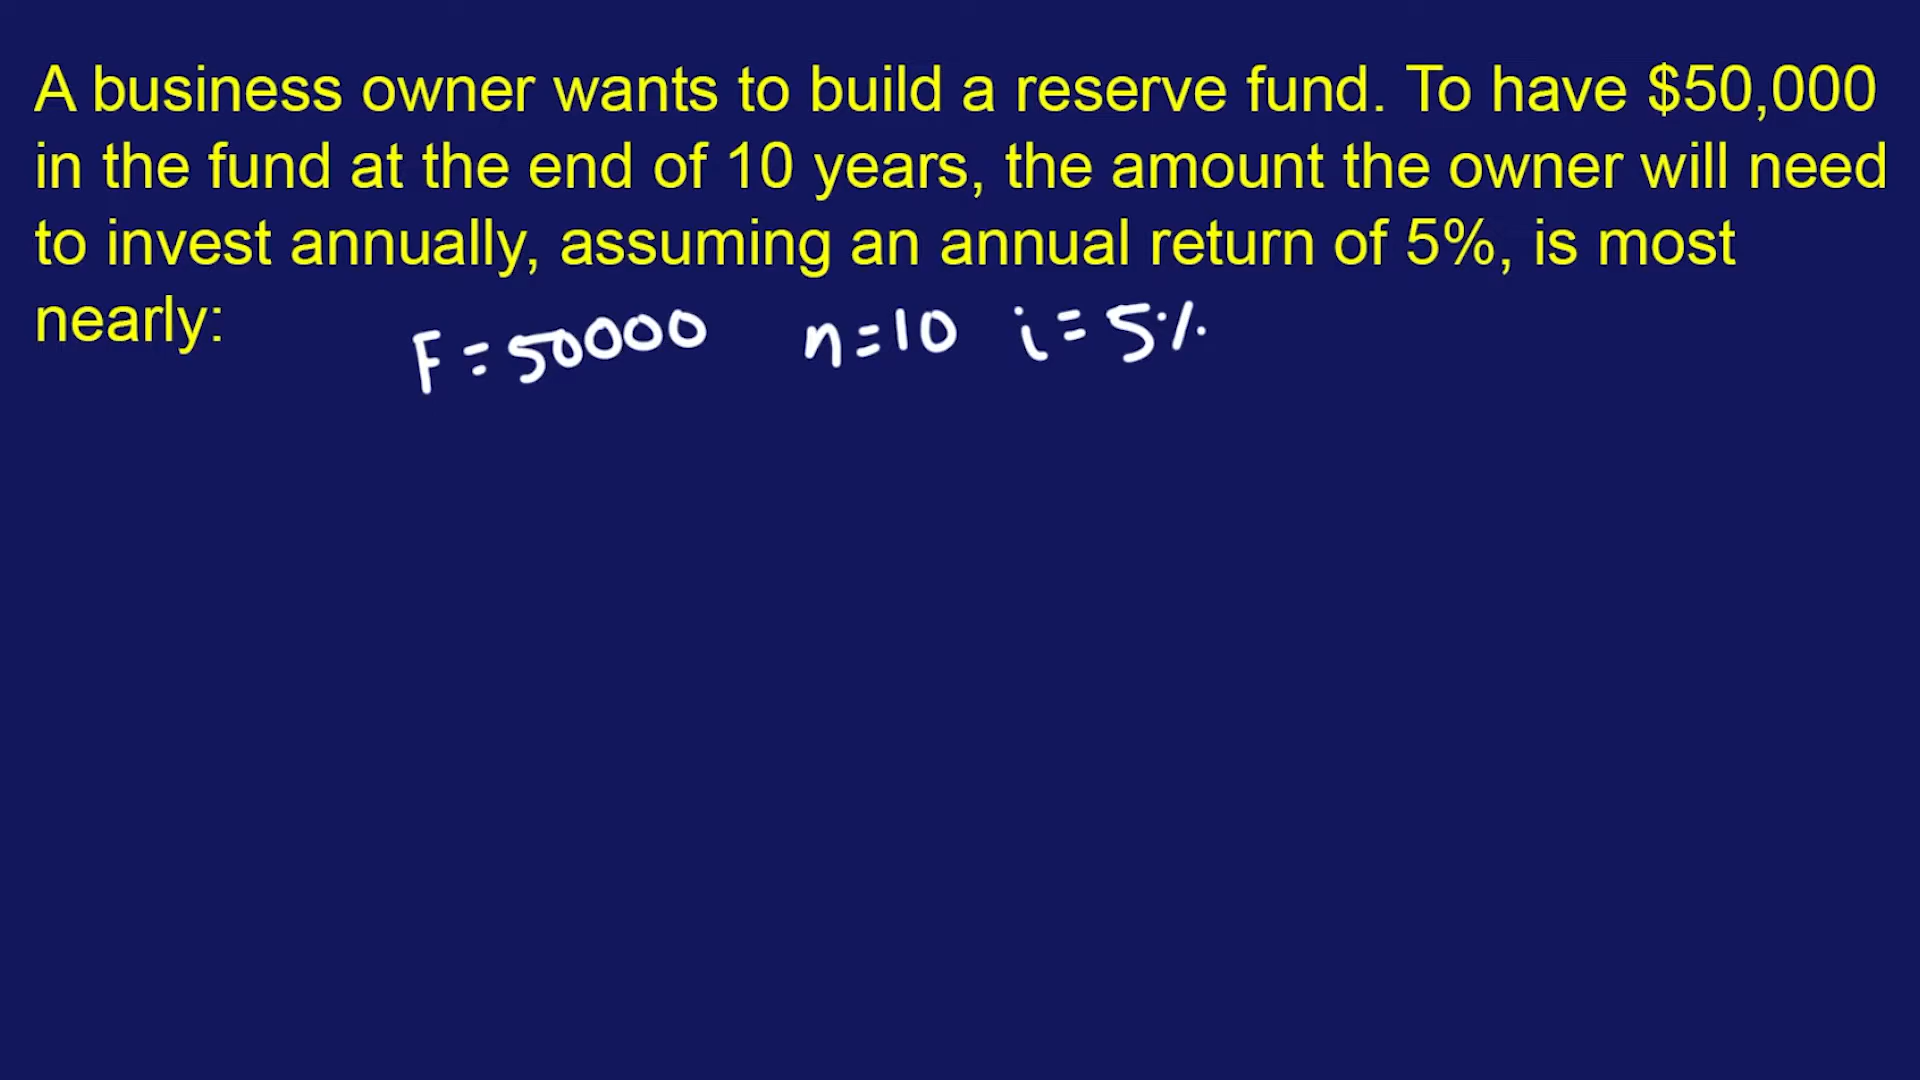 A business owner wants to build a reserve fund. To have $50,000
in the fund at the end of 10 years, the amount the owner will need
to invest annually, assuming an annual return of 5%, is most
nearly:
F = 50000 n=10 i = 5%